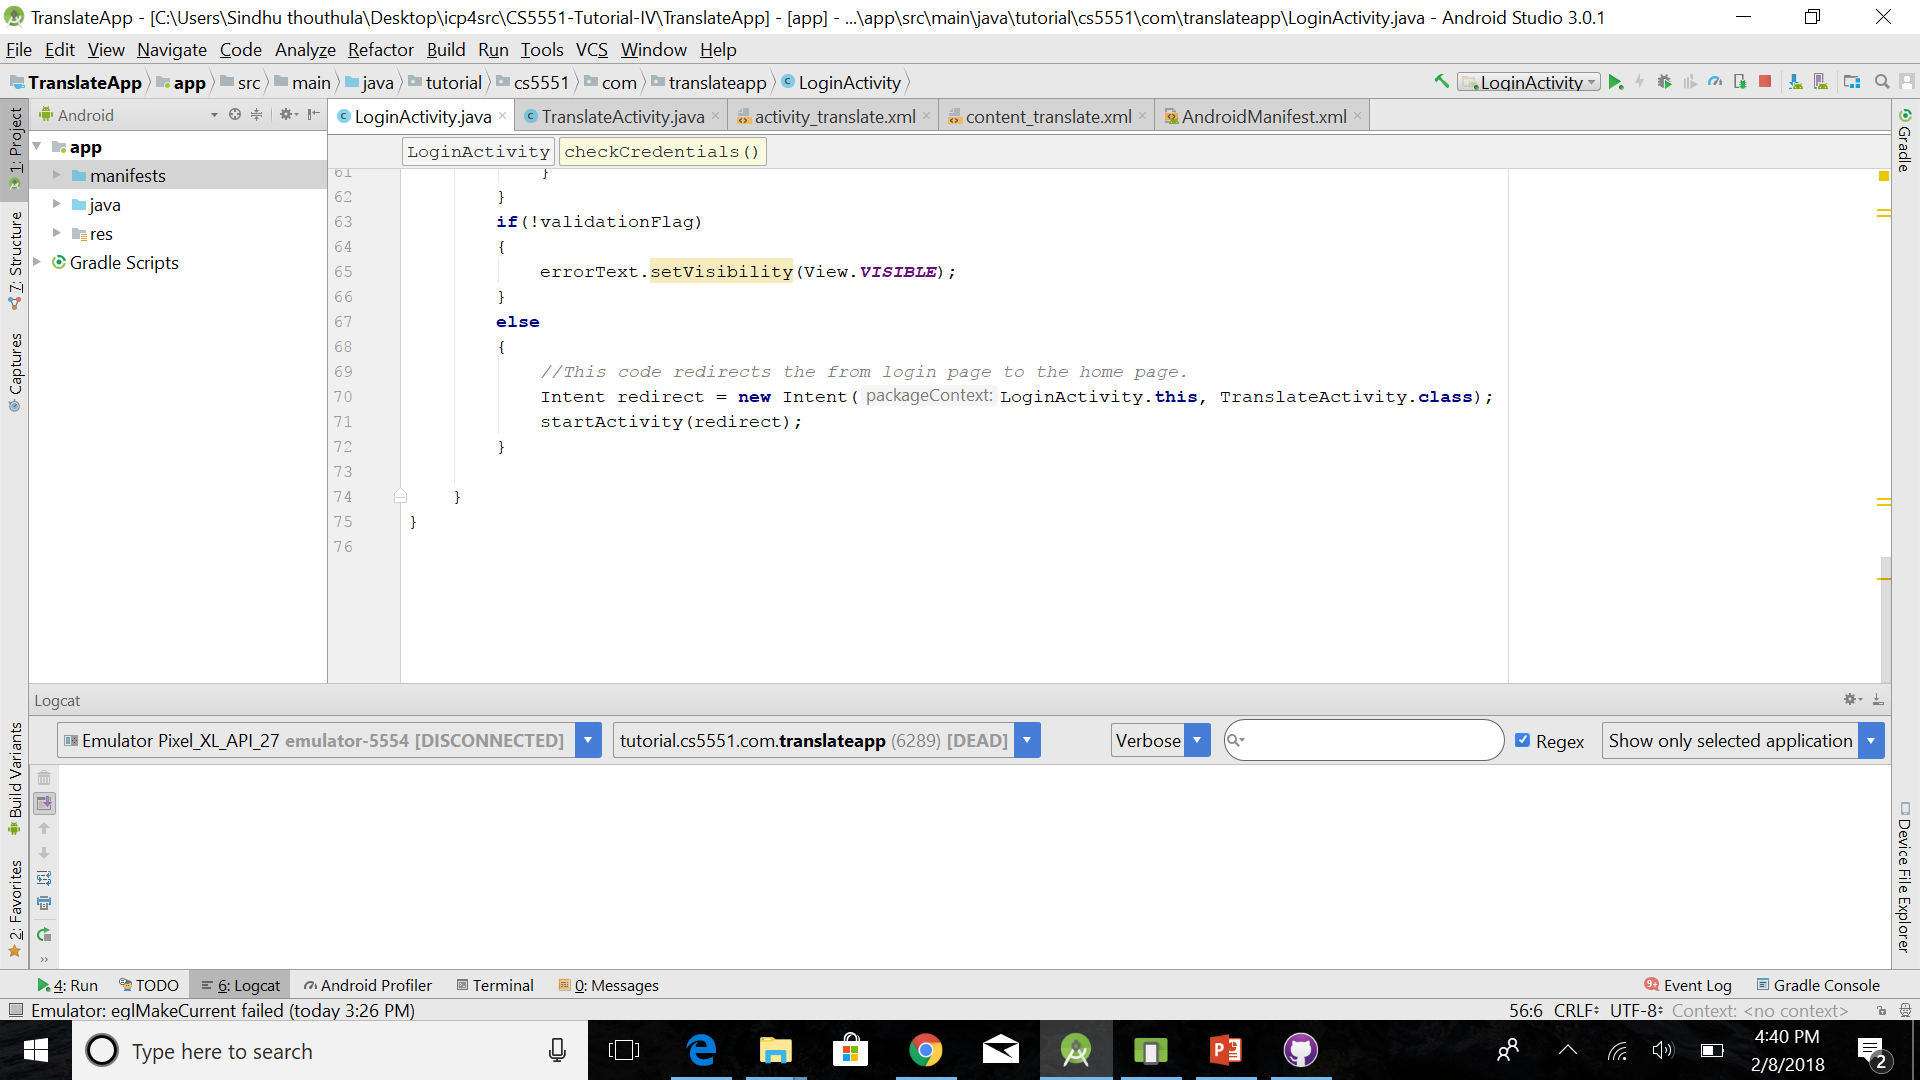 TranslateApp - [C:\Users\Sindhu thouthula\Desktop\icp4src\CS5551-Tutorial-IV\TranslateApp] - [app] - ...\app\src\main\java\tutorial\cs5551\com\translateapp\LoginActivity.java - Android Studio 3.0.1
File Edit View Navigate Code Analyze Refactor Build Run Tools VCS Window Help
TranslateApp app src main java tutorial cs5551 com translateapp LoginActivity LoginActivity
1: Project
7: Structure
Captures
Build Variants
2: Favorites
Android
app
manifests
java
res
Gradle Scripts
LoginActivity.java TranslateActivity.java activity_translate.xml content_translate.xml AndroidManifest.xml
LoginActivity checkCredentials()
61 }
62 }
63 if(!validationFlag)
64 {
65 errorText.setVisibility(View.VISIBLE);
66 }
67 else
68 {
69 //This code redirects the from login page to the home page.
70 Intent redirect = new Intent( packageContext: LoginActivity.this, TranslateActivity.class);
71 startActivity(redirect);
72 }
73
74 }
75 }
76
Gradle
Device File Explorer
Logcat
Emulator Pixel_XL_API_27 emulator-5554 [DISCONNECTED] tutorial.cs5551.com.translateapp (6289) [DEAD] Verbose Regex Show only selected application
4: Run TODO 6: Logcat Android Profiler Terminal 0: Messages Event Log Gradle Console
Emulator: eglMakeCurrent failed (today 3:26 PM) 56:6 CRLF UTF-8 Context: <no context>
Type here to search
4:40 PM
2/8/2018
2